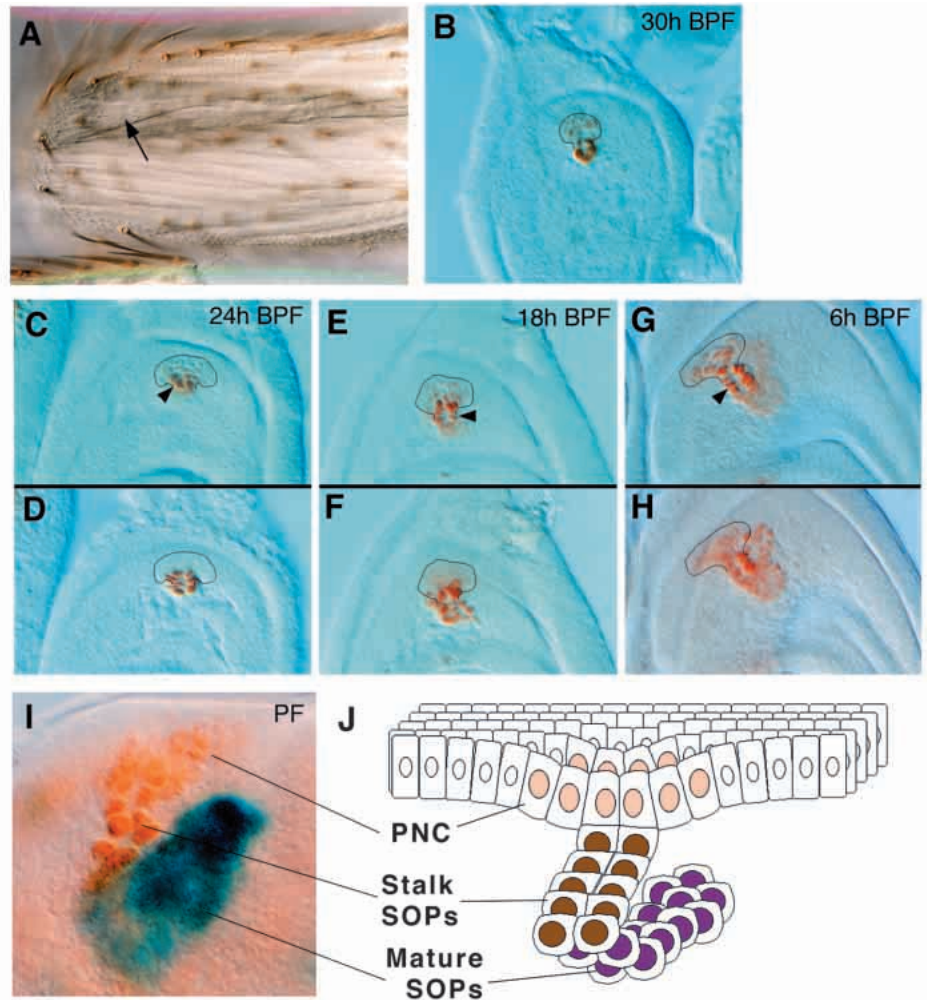 A
B
30h BPF
C
24h BPF
E
18h BPF
G
6h BPF
D
F
H
I
PF
J
PNC
Stalk
SOPs
Mature
SOPs